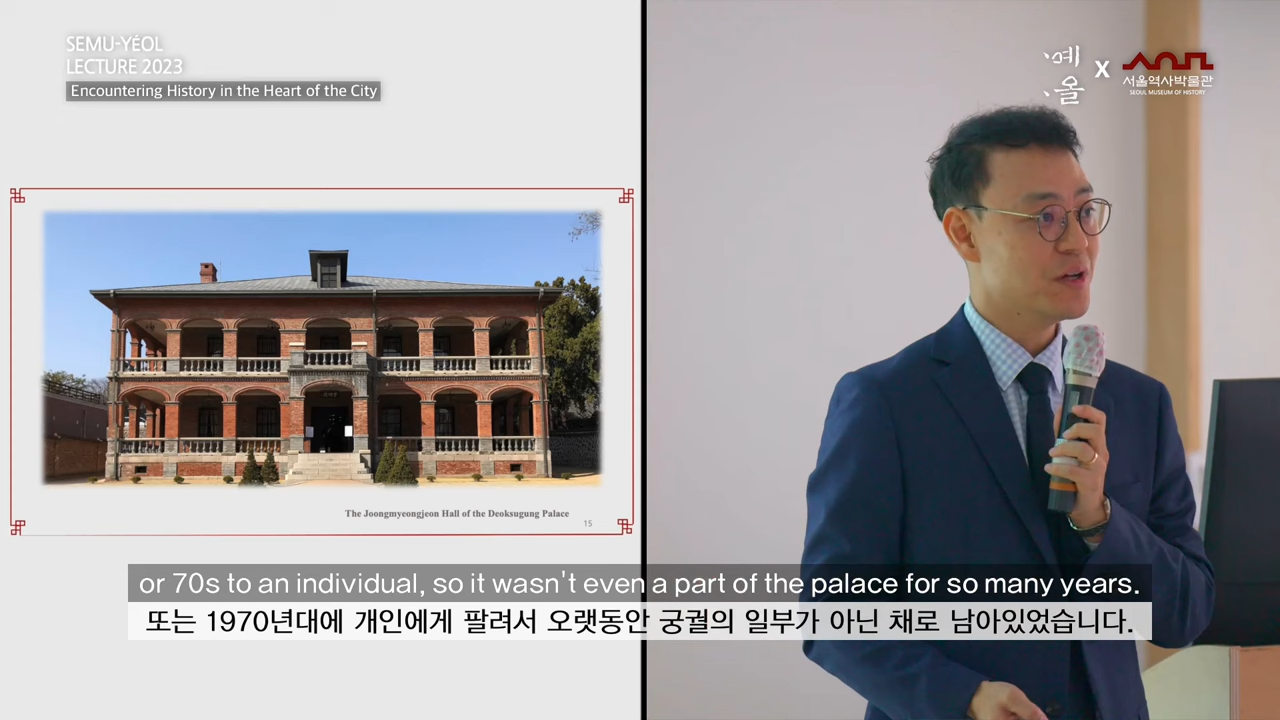 SEMU-YÉOL
LECTURE 2023
Encountering History in the Heart of the City
예올
X
서울역사박물관
SEOUL MUSEUM OF HISTORY
The Joongmyeongjeon Hall of the Deoksugung Palace
15
or 70s to an individual, so it wasn't even a part of the palace for so many years.
또는 1970년대에 개인에게 팔려서 오랫동안 궁궐의 일부가 아닌 채로 남아있었습니다.